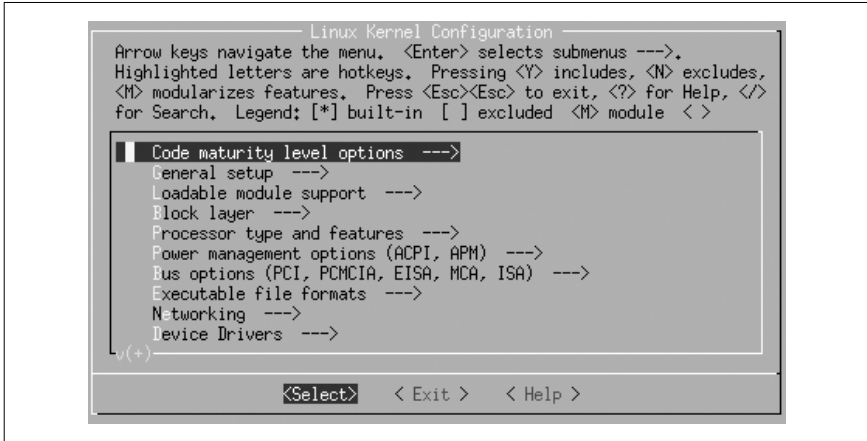 Linux Kernel Configuration
Arrow keys navigate the menu. <Enter> selects submenus --->.
Highlighted letters are hotkeys. Pressing <Y> includes, <N> excludes,
<M> modularizes features. Press <Esc><Esc> to exit, <?> for Help, </>
for Search. Legend: [*] built-in [ ] excluded <M> module < >
Code maturity level options --->
General setup --->
Loadable module support --->
Block layer --->
Processor type and features --->
Power management options (ACPI, APM) --->
Bus options (PCI, PCMCIA, EISA, MCA, ISA) --->
Executable file formats --->
Networking --->
Device Drivers --->
v(+)
<Select> < Exit > < Help >